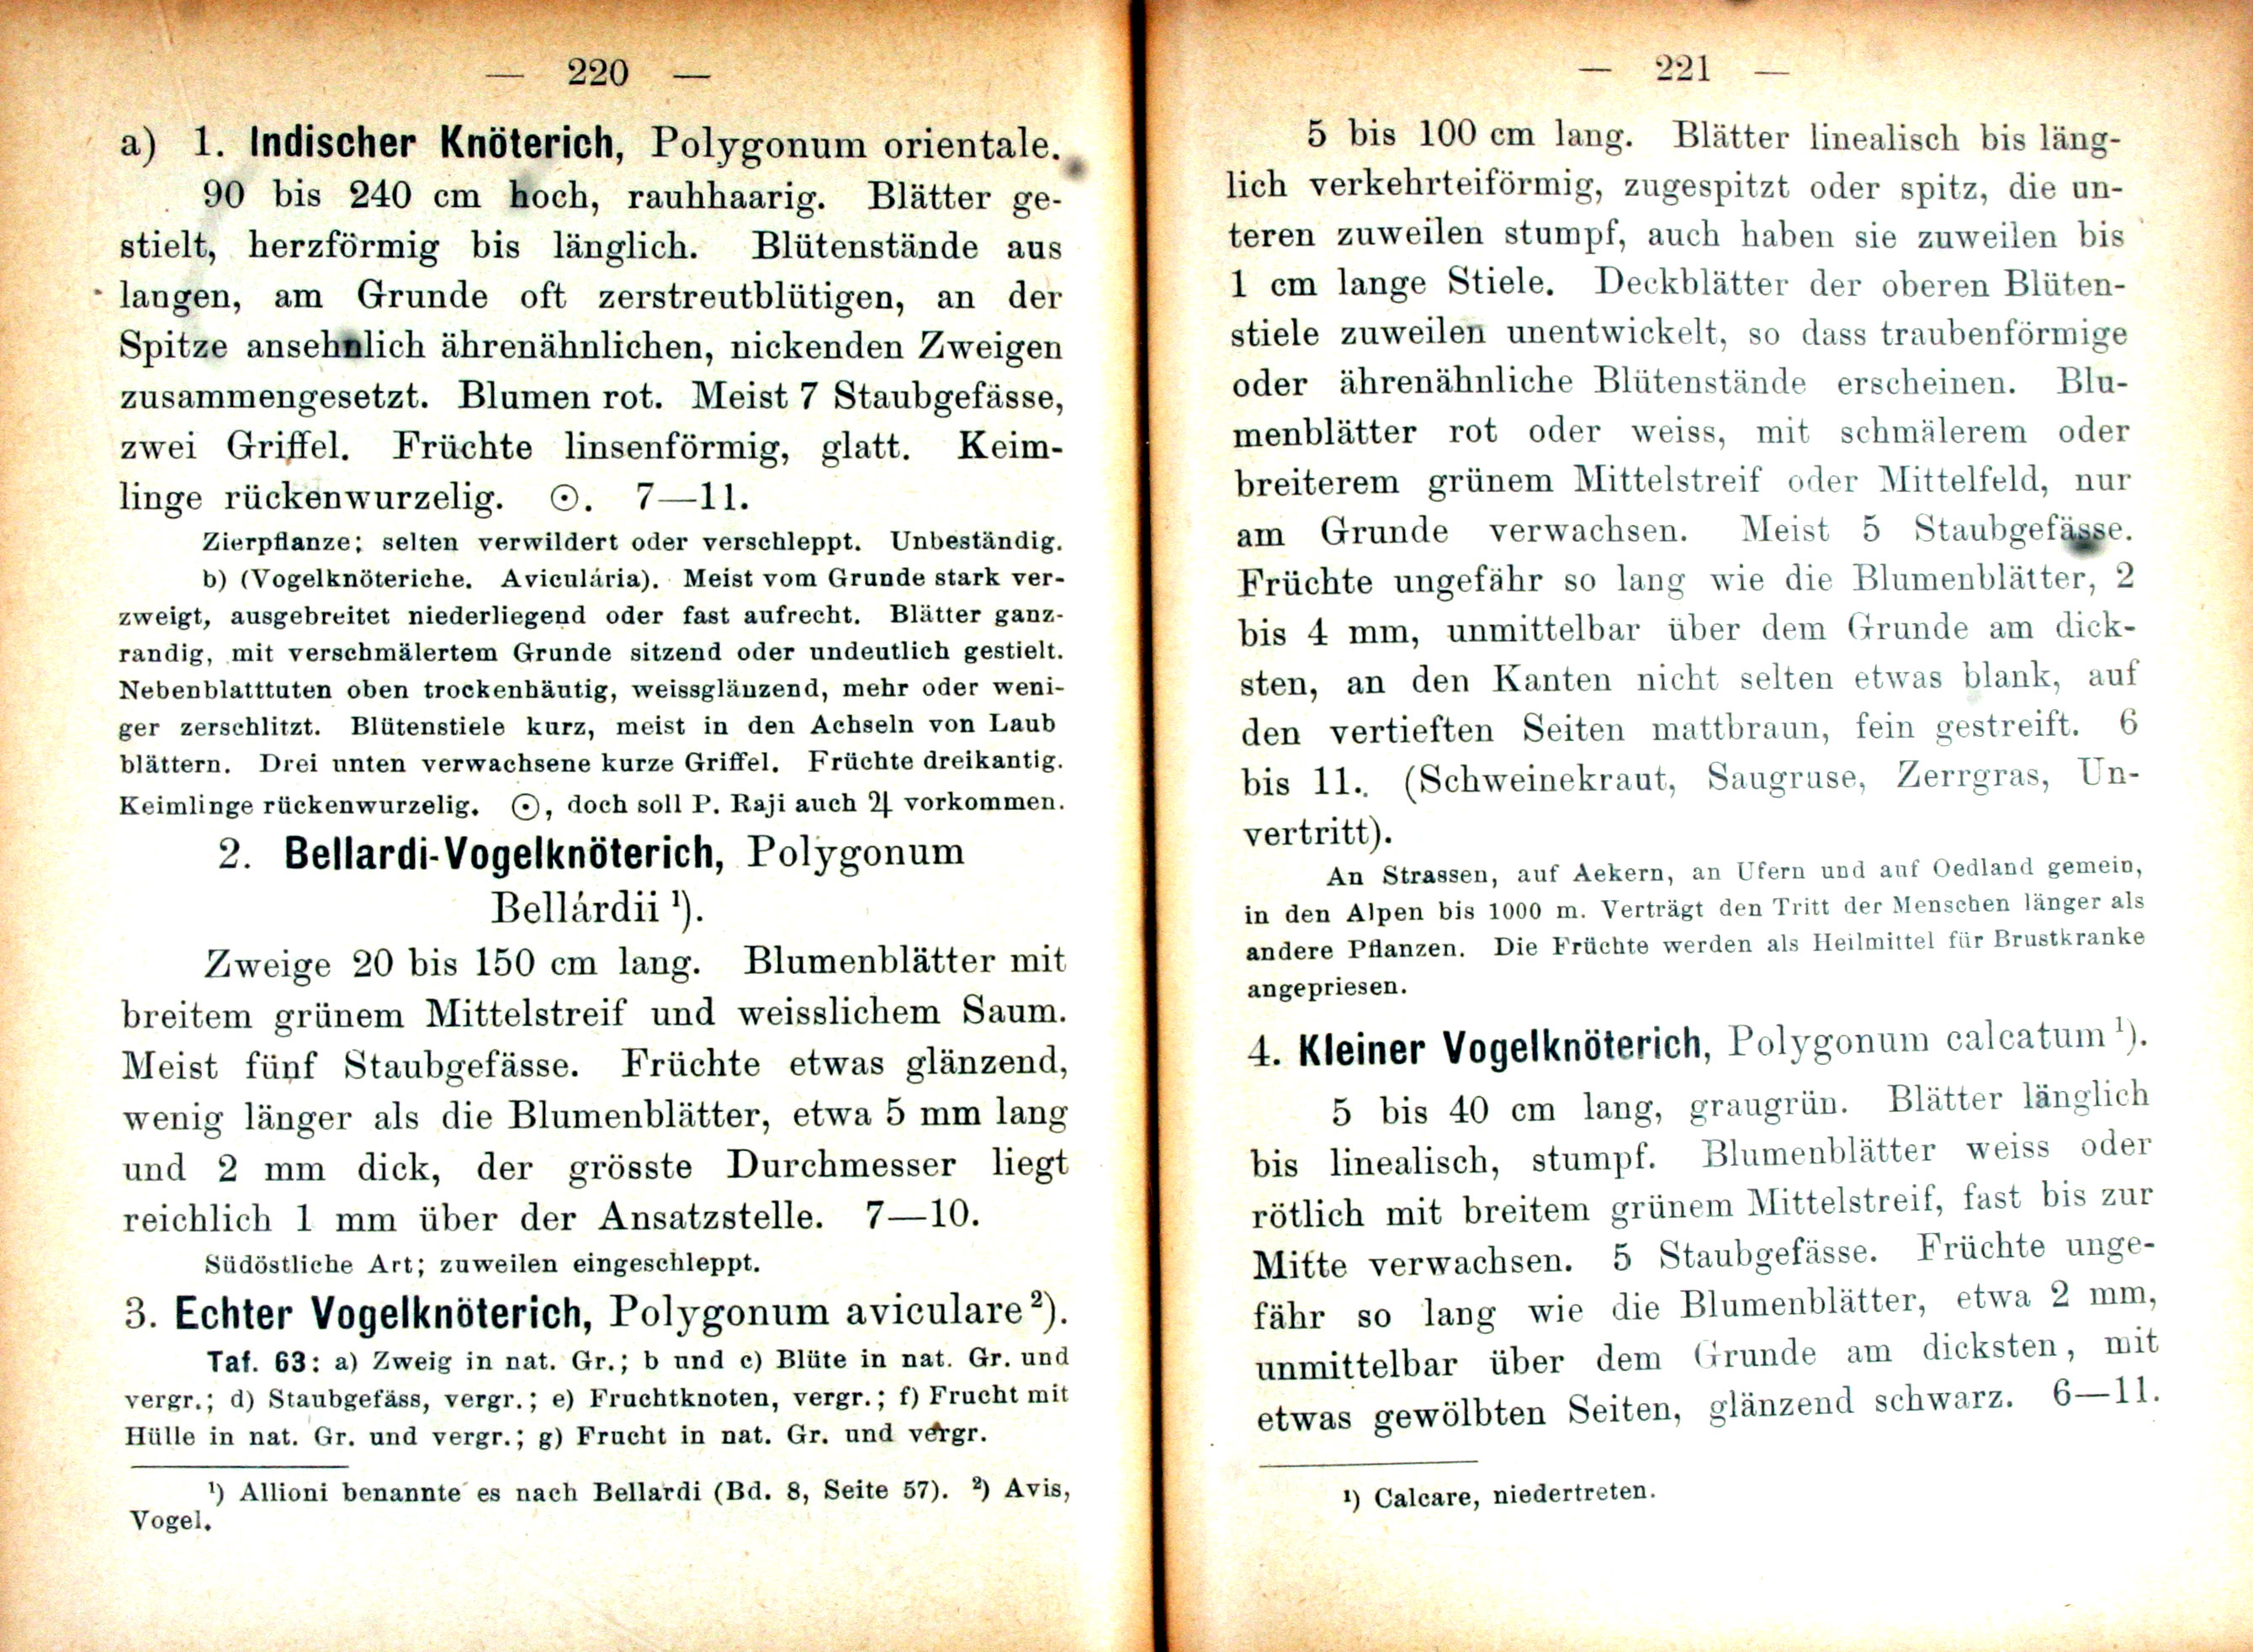 — 220 —
a) 1. Indischer Knöterich, Polygonum orientale.
90 bis 240 cm hoch, rauhhaarig. Blätter ge-
stielt, herzförmig bis länglich. Blütenstände aus
langen, am Grunde oft zerstreutblütigen, an der
Spitze ansehnlich ährenähnlichen, nickenden Zweigen
zusammengesetzt. Blumen rot. Meist 7 Staubgefässe,
zwei Griffel. Früchte linsenförmig, glatt. Keim-
linge rückenwurzelig. ⊙. 7—11.
Zierpflanze; selten verwildert oder verschleppt. Unbeständig.
b) (Vogelknöteriche. Aviculária). Meist vom Grunde stark ver-
zweigt, ausgebreitet niederliegend oder fast aufrecht. Blätter ganz-
randig, mit verschmälertem Grunde sitzend oder undeutlich gestielt.
Nebenblatttuten oben trockenhäutig, weissglänzend, mehr oder weni-
ger zerschlitzt. Blütenstiele kurz, meist in den Achseln von Laub
blättern. Drei unten verwachsene kurze Griffel. Früchte dreikantig.
Keimlinge rückenwurzelig. ⊙, doch soll P. Raji auch ♃ vorkommen.
2. Bellardi-Vogelknöterich, Polygonum
Bellárdii ¹).
Zweige 20 bis 150 cm lang. Blumenblätter mit
breitem grünem Mittelstreif und weisslichem Saum.
Meist fünf Staubgefässe. Früchte etwas glänzend,
wenig länger als die Blumenblätter, etwa 5 mm lang
und 2 mm dick, der grösste Durchmesser liegt
reichlich 1 mm über der Ansatzstelle. 7—10.
Südöstliche Art; zuweilen eingeschleppt.
3. Echter Vogelknöterich, Polygonum aviculare ²).
Taf. 63: a) Zweig in nat. Gr.; b und c) Blüte in nat. Gr. und
vergr.; d) Staubgefäss, vergr.; e) Fruchtknoten, vergr.; f) Frucht mit
Hülle in nat. Gr. und vergr.; g) Frucht in nat. Gr. und vergr.
¹) Allioni benannte es nach Bellardi (Bd. 8, Seite 57). ²) Avis,
Vogel.
— 221 —
5 bis 100 cm lang. Blätter linealisch bis läng-
lich verkehrteiförmig, zugespitzt oder spitz, die un-
teren zuweilen stumpf, auch haben sie zuweilen bis
1 cm lange Stiele. Deckblätter der oberen Blüten-
stiele zuweilen unentwickelt, so dass traubenförmige
oder ährenähnliche Blütenstände erscheinen. Blu-
menblätter rot oder weiss, mit schmälerem oder
breiterem grünem Mittelstreif oder Mittelfeld, nur
am Grunde verwachsen. Meist 5 Staubgefässe.
Früchte ungefähr so lang wie die Blumenblätter, 2
bis 4 mm, unmittelbar über dem Grunde am dick-
sten, an den Kanten nicht selten etwas blank, auf
den vertieften Seiten mattbraun, fein gestreift. 6
bis 11.. (Schweinekraut, Saugruse, Zerrgras, Un-
vertritt).
An Strassen, auf Aekern, an Ufern und auf Oedland gemein,
in den Alpen bis 1000 m. Verträgt den Tritt der Menschen länger als
andere Pflanzen. Die Früchte werden als Heilmittel für Brustkranke
angepriesen.
4. Kleiner Vogelknöterich, Polygonum calcatum ¹).
5 bis 40 cm lang, graugrün. Blätter länglich
bis linealisch, stumpf. Blumenblätter weiss oder
rötlich mit breitem grünem Mittelstreif, fast bis zur
Mitte verwachsen. 5 Staubgefässe. Früchte unge-
fähr so lang wie die Blumenblätter, etwa 2 mm,
unmittelbar über dem Grunde am dicksten, mit
etwas gewölbten Seiten, glänzend schwarz. 6—11.
¹) Calcare, niedertreten.